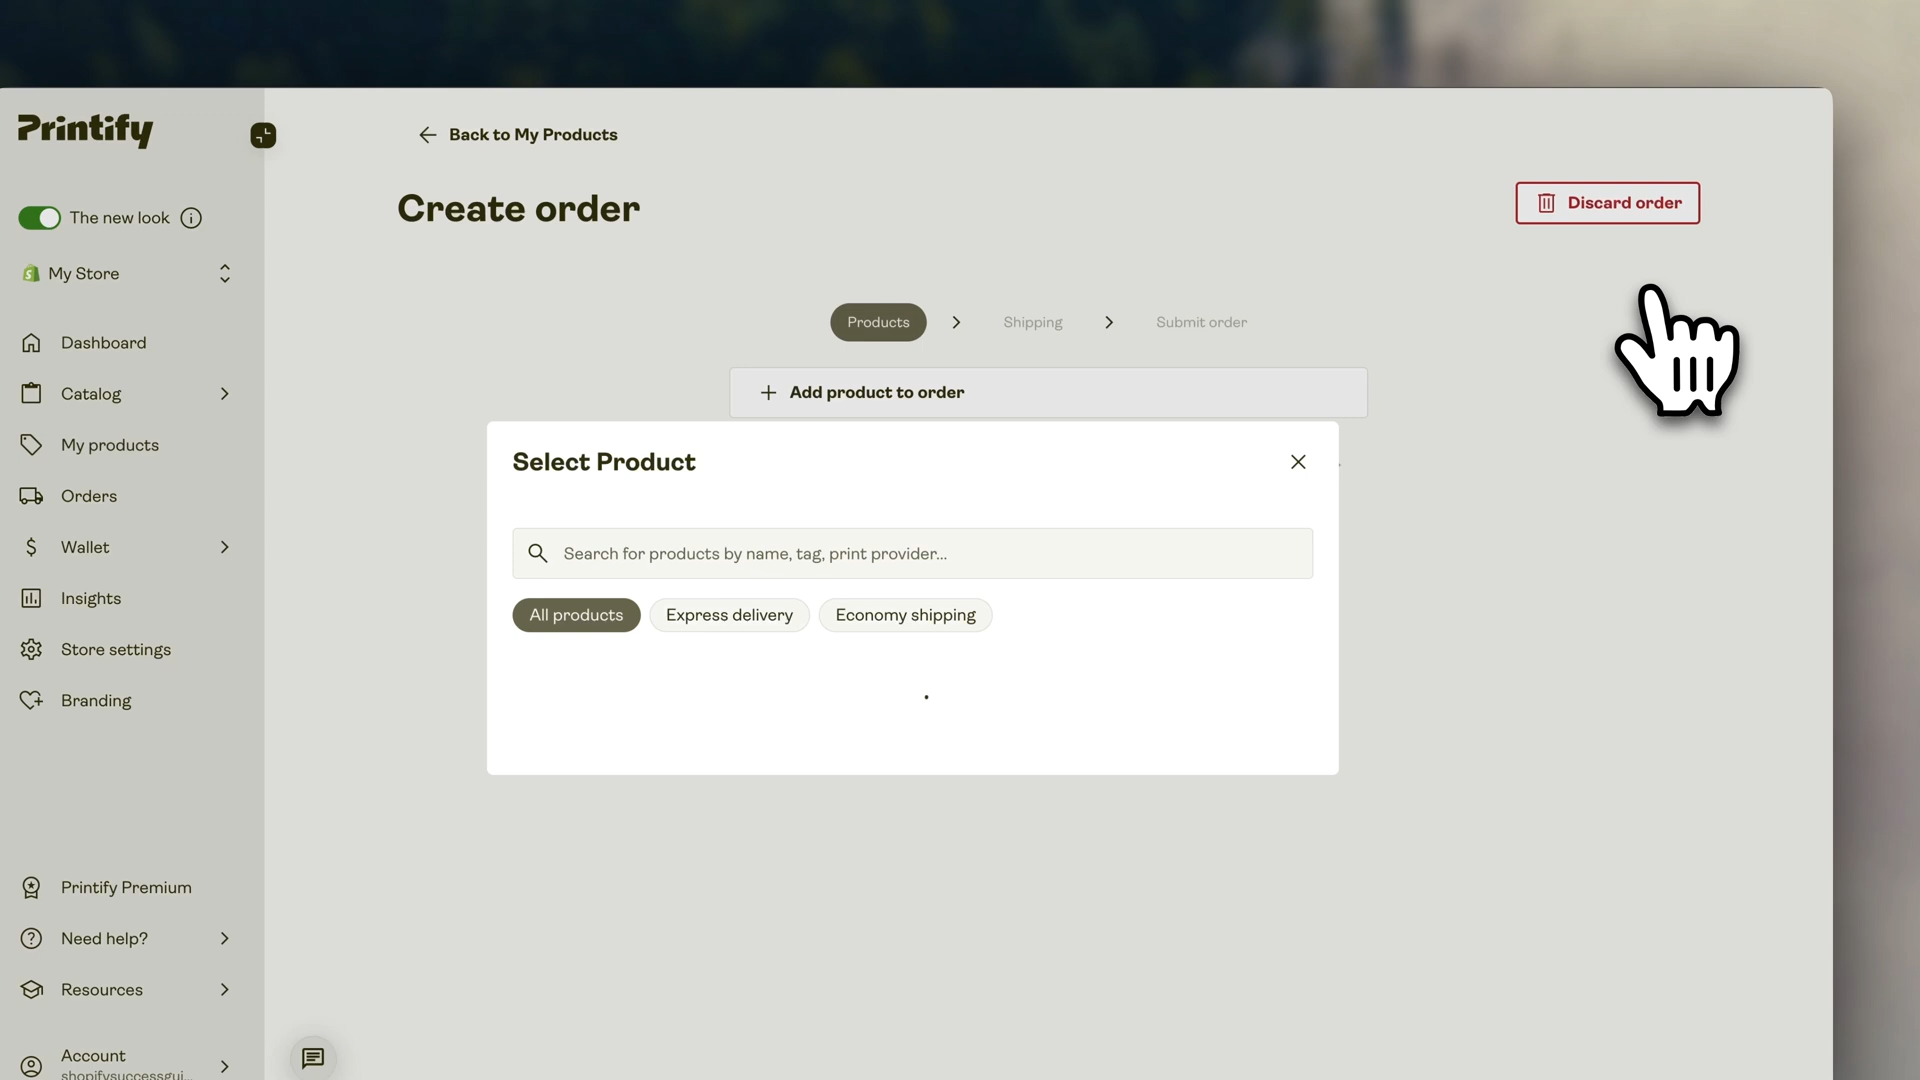 Printify
The new look
My Store
Dashboard
Catalog
My products
Orders
Wallet
Insights
Store settings
Branding
Printify Premium
Need help?
Resources
Account
shopifysuccessgui...
Back to My Products
Create order
Discard order
Products
Shipping
Submit order
Add product to order
Select Product
Search for products by name, tag, print provider...
All products
Express delivery
Economy shipping